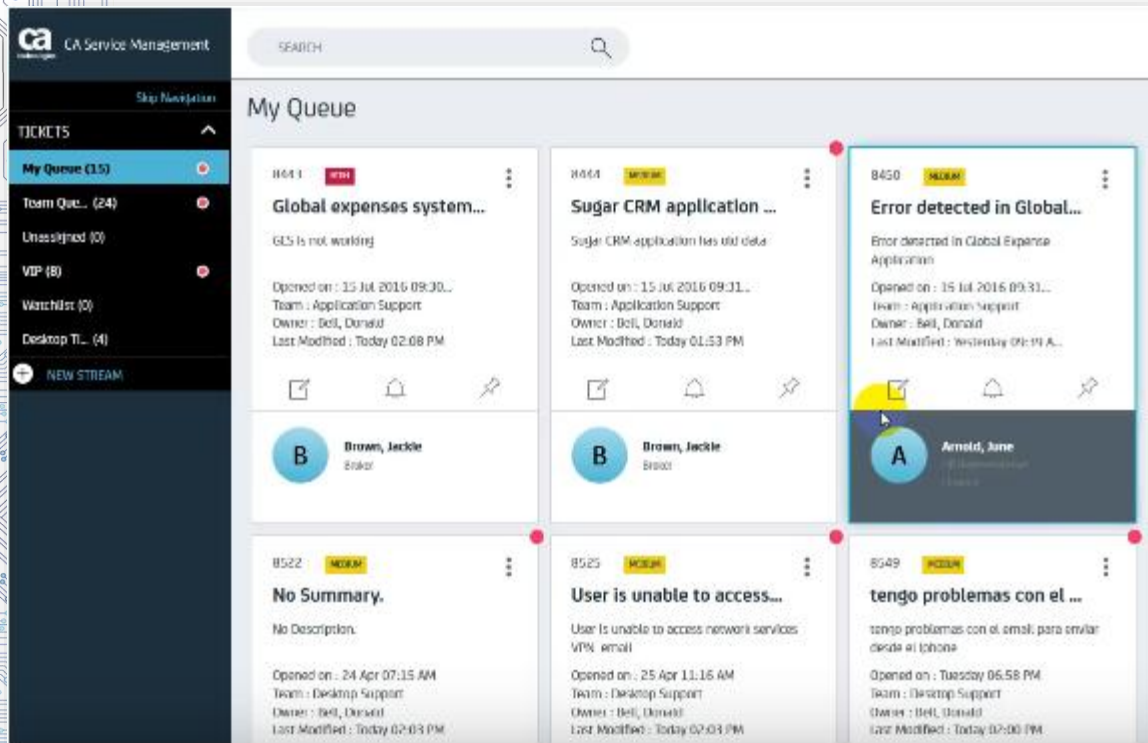 ca
technologies
CA Service Management
SEARCH
Skip Navigation
TICKETS
My Queue (15)
Team Que... (24)
Unassigned (0)
VIP (8)
Watchlist (0)
Desktop Ti... (4)
NEW STREAM
My Queue
8443 HIGH
Global expenses system...
GES is not working
Opened on : 15 Jul 2016 09:30...
Team : Application Support
Owner : Bell, Donald
Last Modified : Today 02:08 PM
B
Brown, Jackie
Broker
8444 MEDIUM
Sugar CRM application ...
Sugar CRM application has old data
Opened on : 15 Jul 2016 09:31...
Team : Application Support
Owner : Bell, Donald
Last Modified : Today 01:53 PM
B
Brown, Jackie
Broker
8450 MEDIUM
Error detected in Global...
Error detected in Global Expense
Application
Opened on : 15 Jul 2016 09:31...
Team : Application Support
Owner : Bell, Donald
Last Modified : Yesterday 09:19 A...
A
Arnold, June
8522 MEDIUM
No Summary.
No Description.
Opened on : 24 Apr 07:15 AM
Team : Desktop Support
Owner : Bell, Donald
Last Modified : Today 02:03 PM
8525 MEDIUM
User is unable to access...
User is unable to access network services
VPN, email
Opened on : 25 Apr 11:16 AM
Team : Desktop Support
Owner : Bell, Donald
Last Modified : Today 02:03 PM
8549 MEDIUM
tengo problemas con el ...
tengo problemas con el email para enviar
desde el iphone
Opened on : Tuesday 06:58 PM
Team : Desktop Support
Owner : Bell, Donald
Last Modified : Today 02:00 PM